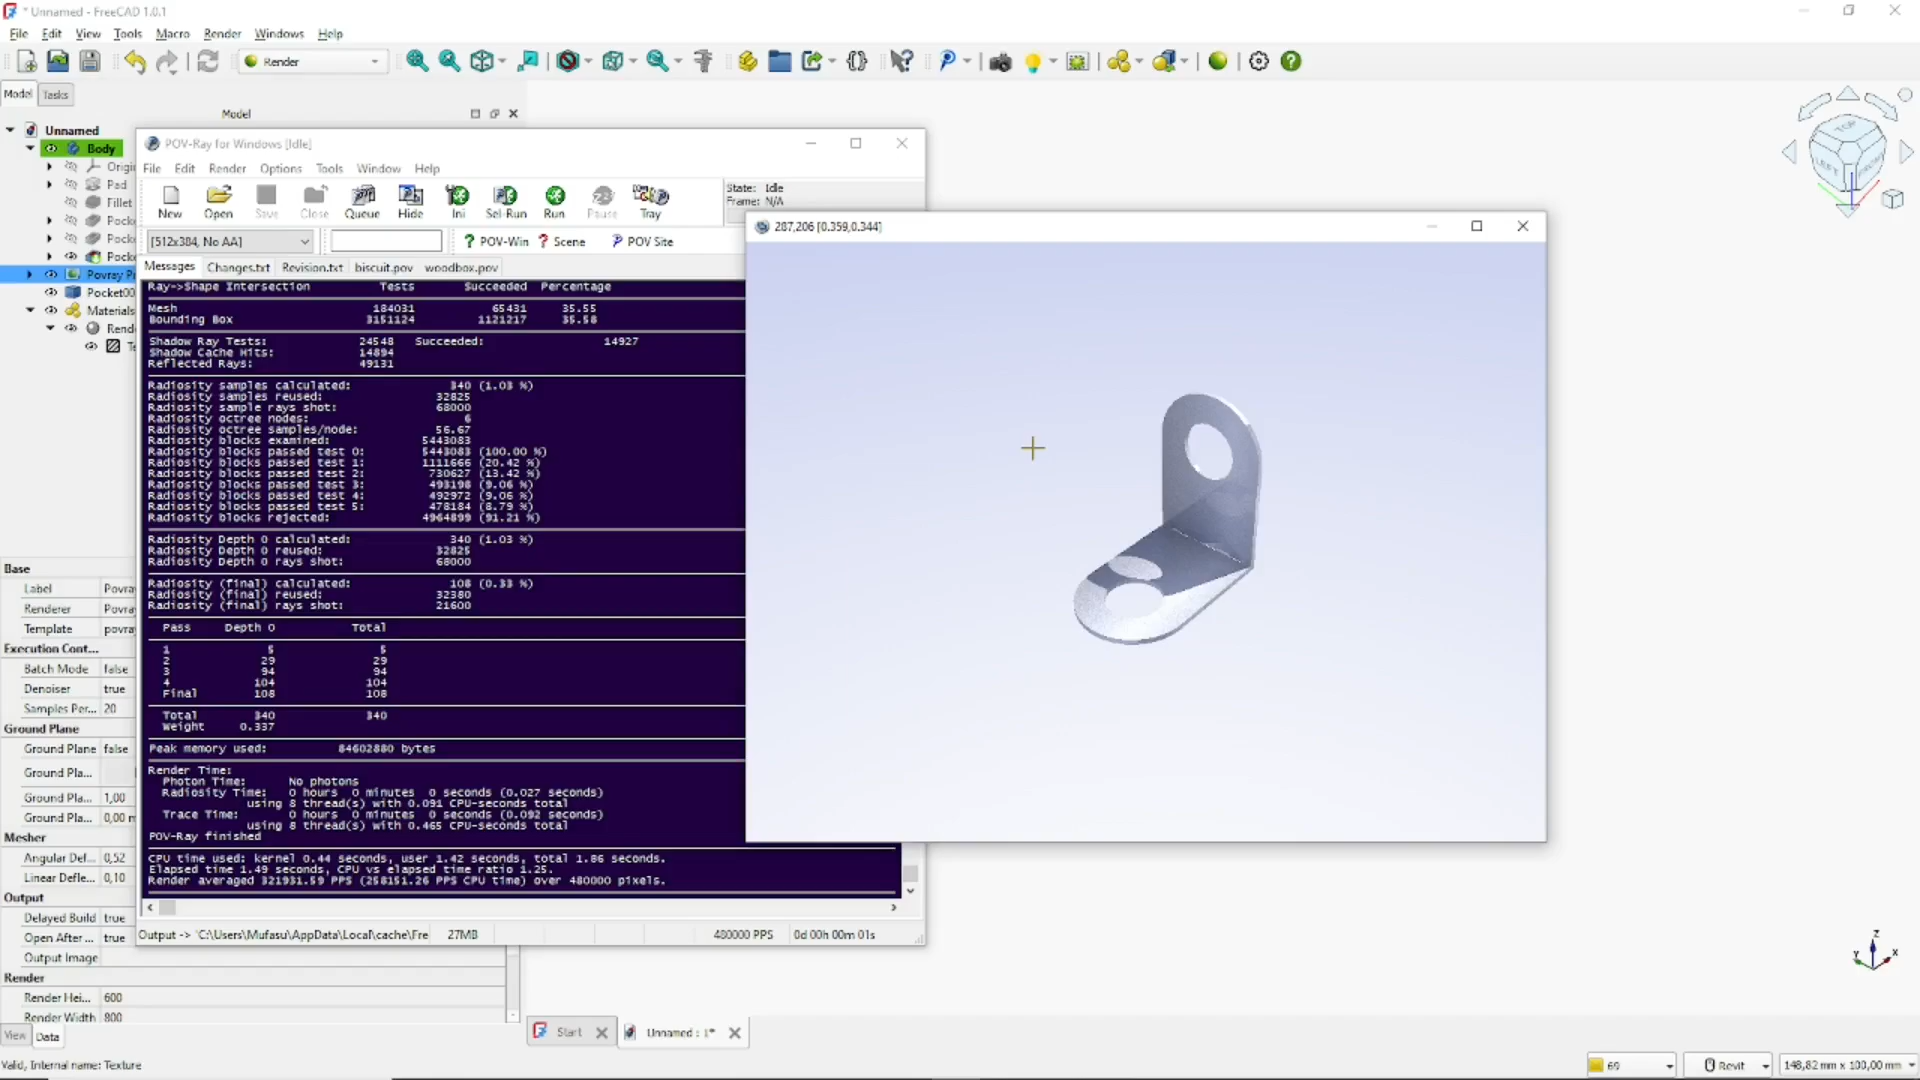 * Unnamed - FreeCAD 1.0.1
File Edit View Tools Macro Render Windows Help
Render
Model Tasks
Model
Unnamed
Body
Origi
Pad
Fillet
Pocke
Pocke
Pocke
Povray Pr
Pocket00
Materials
Rend
Te
POV-Ray for Windows [Idle]
File Edit Render Options Tools Window Help
New Open Save Close Queue Hide Ini Sel-Run Run Pause Tray
State: Idle
Frame: N/A
[512x384, No AA]
POV-Win Scene POV Site
Messages Changes.txt Revision.txt biscuit.pov woodbox.pov
Ray->Shape Intersection Tests Succeeded Percentage
Mesh 184031 65431 35.55
Bounding Box 3151124 1121217 35.58
Shadow Ray Tests: 24548 Succeeded: 14927
Shadow Cache Hits: 14894
Reflected Rays: 49131
Radiosity samples calculated: 340 (1.03 %)
Radiosity samples reused: 32825
Radiosity sample rays shot: 68000
Radiosity octree nodes: 6
Radiosity octree samples/node: 56.67
Radiosity blocks examined: 5443083
Radiosity blocks passed test 0: 5443083 (100.00 %)
Radiosity blocks passed test 1: 1111666 (20.42 %)
Radiosity blocks passed test 2: 730627 (13.42 %)
Radiosity blocks passed test 3: 493198 (9.06 %)
Radiosity blocks passed test 4: 492972 (9.06 %)
Radiosity blocks passed test 5: 478184 (8.79 %)
Radiosity blocks rejected: 4964899 (91.21 %)
Radiosity Depth 0 calculated: 340 (1.03 %)
Radiosity Depth 0 reused: 32825
Radiosity Depth 0 rays shot: 68000
Radiosity (final) calculated: 108 (0.33 %)
Radiosity (final) reused: 32380
Radiosity (final) rays shot: 21600
Pass Depth 0 Total
1 5 5
2 29 29
3 94 94
4 104 104
Final 108 108
Total 340 340
Weight 0.337
Peak memory used: 84602880 bytes
Render Time:
Photon Time: No photons
Radiosity Time: 0 hours 0 minutes 0 seconds (0.027 seconds)
using 8 thread(s) with 0.091 CPU-seconds total
Trace Time: 0 hours 0 minutes 0 seconds (0.092 seconds)
using 8 thread(s) with 0.465 CPU-seconds total
POV-Ray finished
CPU time used: kernel 0.44 seconds, user 1.42 seconds, total 1.86 seconds.
Elapsed time 1.49 seconds, CPU vs elapsed time ratio 1.25.
Render averaged 321931.59 PPS (258151.26 PPS CPU time) over 480000 pixels.
Output -> 'C:\Users\Mufasu\AppData\Local\cache\Fre 27MB 480000 PPS 0d 00h 00m 01s
287,206 [0.359,0.344]
TOP
LEFT
FRONT
Base
Label Povra
Renderer Povra
Template povra
Execution Cont...
Batch Mode false
Denoiser true
Samples Per... 20
Ground Plane
Ground Plane false
Ground Pla...
Ground Pla... 1,00
Ground Pla... 0,00 m
Mesher
Angular Def... 0,52
Linear Defle... 0,10
Output
Delayed Build true
Open After ... true
Output Image
Render
Render Hei... 600
Render Width 800
View Data
Start Unnamed : 1*
Z
Y
X
Valid, Internal name: Texture
69
Revit
148,82 mm x 100,00 mm